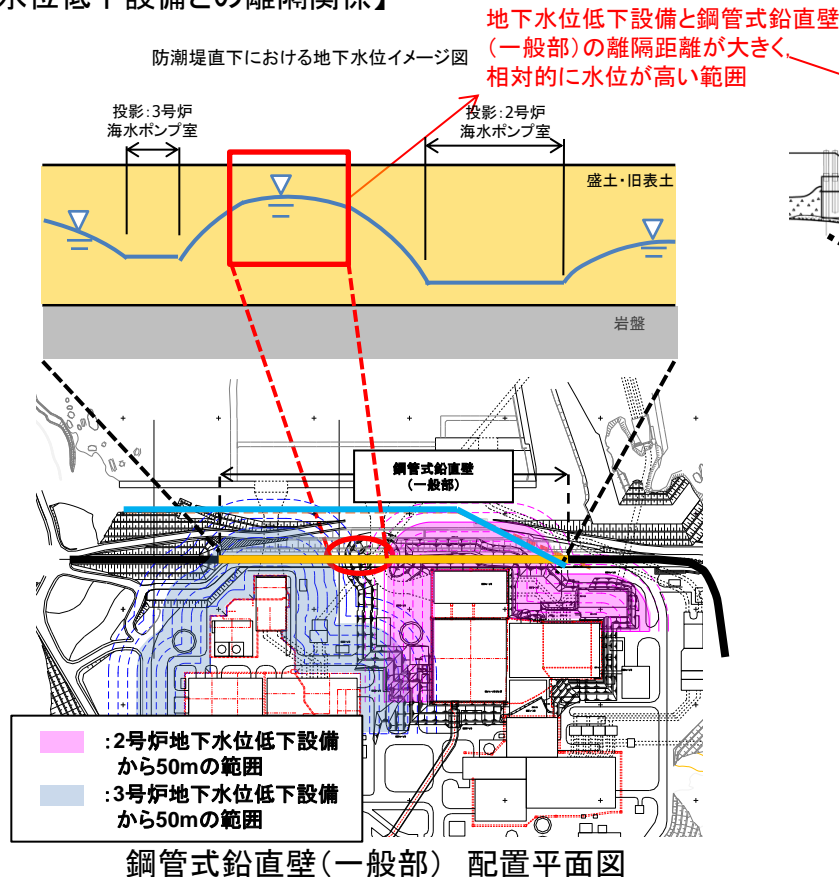 水位低下設備との離隔関係】
地下水位低下設備と鋼管式鉛直壁
(一般部)の離隔距離が大きく,
相対的に水位が高い範囲
防潮堤直下における地下水位イメージ図
投影:3号炉
海水ポンプ室
投影:2号炉
海水ポンプ室
盛土・旧表土
岩盤
鋼管式鉛直壁
(一般部)
:2号炉地下水位低下設備
から50mの範囲
:3号炉地下水位低下設備
から50mの範囲
鋼管式鉛直壁(一般部) 配置平面図